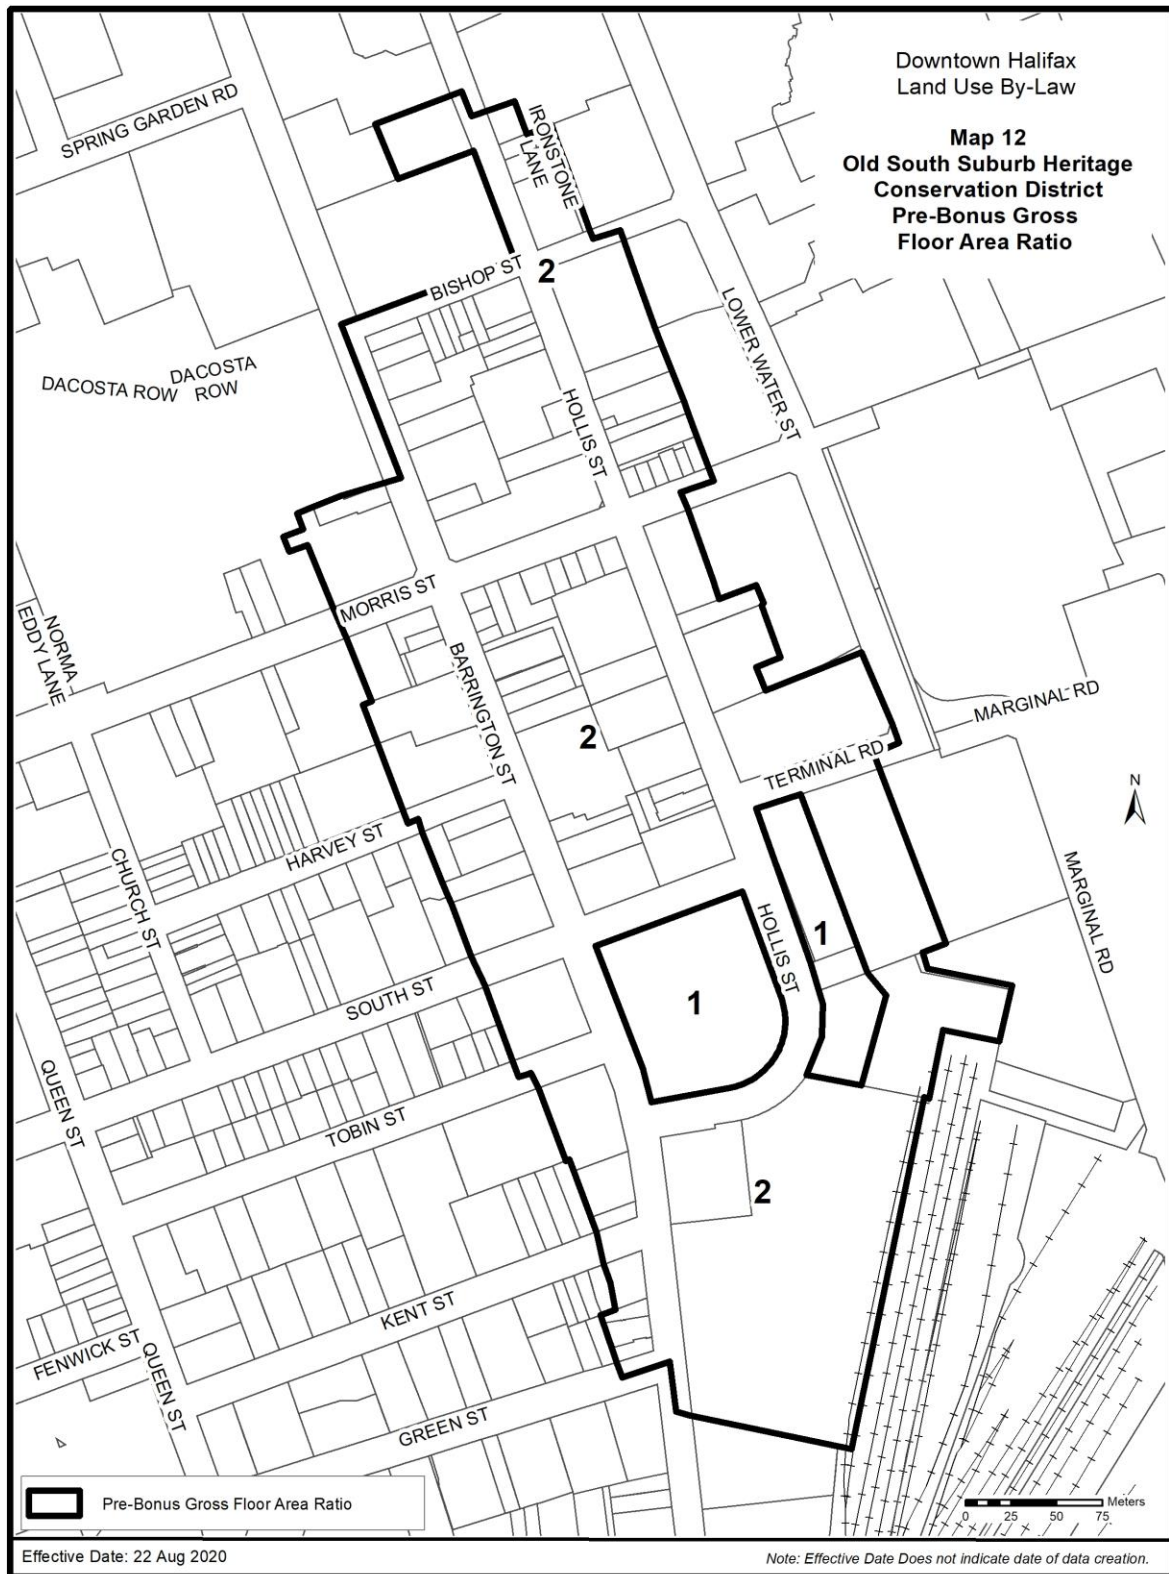 Downtown Halifax
Land Use By-Law
Map 12
Old South Suburb Heritage
Conservation District
Pre-Bonus Gross
Floor Area Ratio
SPRING GARDEN RD
IRONSTONE
LANE
BISHOP ST
2
LOWER WATER ST
DACOSTA ROW
DACOSTA
ROW
HOLLIS ST
MORRIS ST
NORMA
EDDY LANE
BARRINGTON ST
MARGINAL RD
2
TERMINAL RD
N
HARVEY ST
CHURCH ST
MARGINAL RD
HOLLIS ST
1
1
SOUTH ST
QUEEN ST
TOBIN ST
2
KENT ST
FENWICK ST
QUEEN ST
GREEN ST
Pre-Bonus Gross Floor Area Ratio
Meters
0 25 50 75
Effective Date: 22 Aug 2020
Note: Effective Date Does not indicate date of data creation.